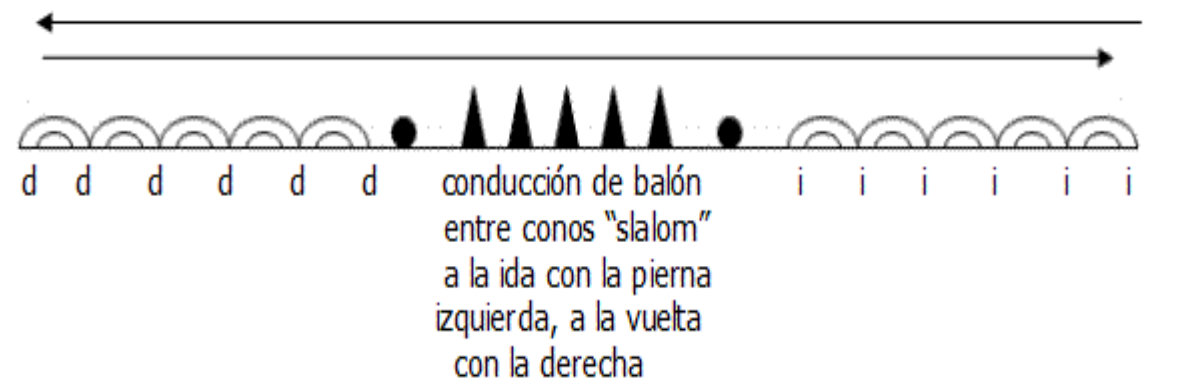 d d d d d d conducción de balón i i i i i i
entre conos “slalom”
a la ida con la pierna
izquierda, a la vuelta
con la derecha